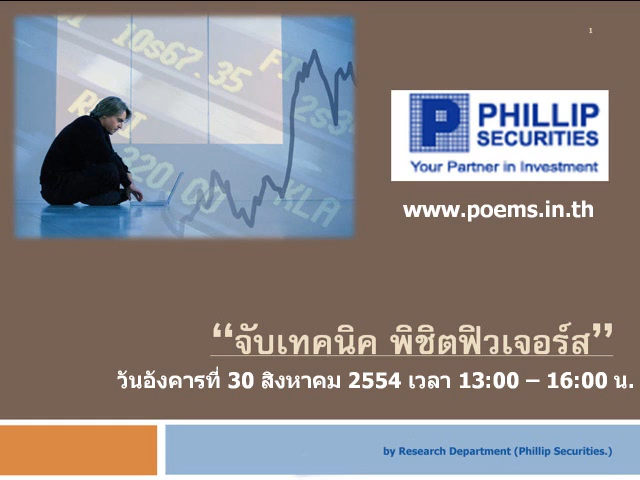 1
10s67.35
PHILLIP
SECURITIES
Your Partner in Investment
www.poems.in.th
“จับเทคนิค พิชิตฟิวเจอร์ส”
วันอังคารที่ 30 สิงหาคม 2554 เวลา 13:00 – 16:00 น.
by Research Department (Phillip Securities.)